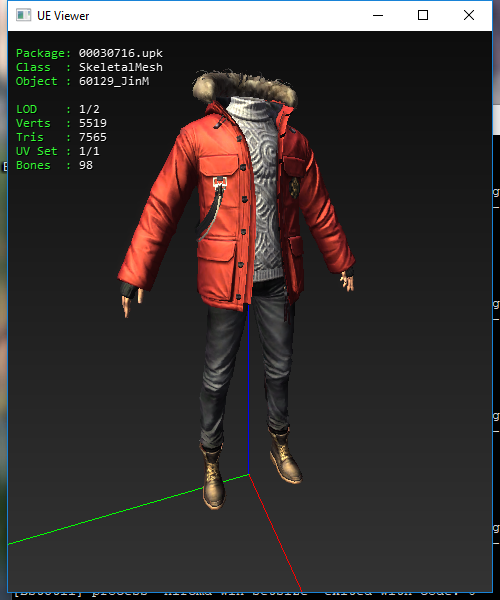 UE Viewer
Package: 00030716.upk
Class : SkeletalMesh
Object : 60129_JinM
LOD : 1/2
Verts : 5519
Tris : 7565
UV Set : 1/1
Bones : 98